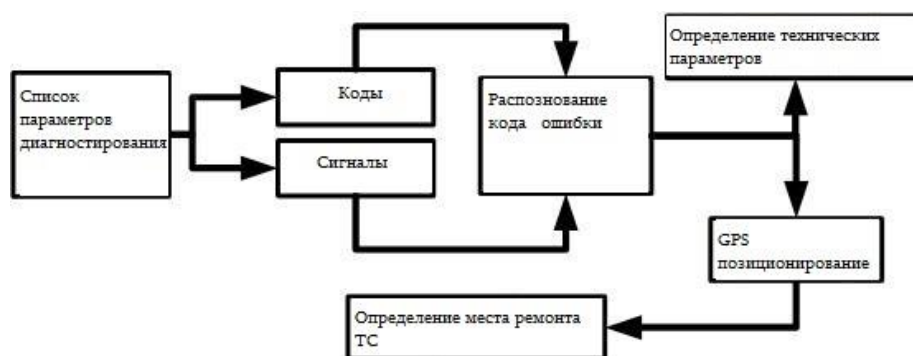 Список
параметров
диагностирования
Коды
Сигналы
Распознование
кода ошибки
Определение технических
параметров
GPS
позиционирование
Определение места ремонта
ТС